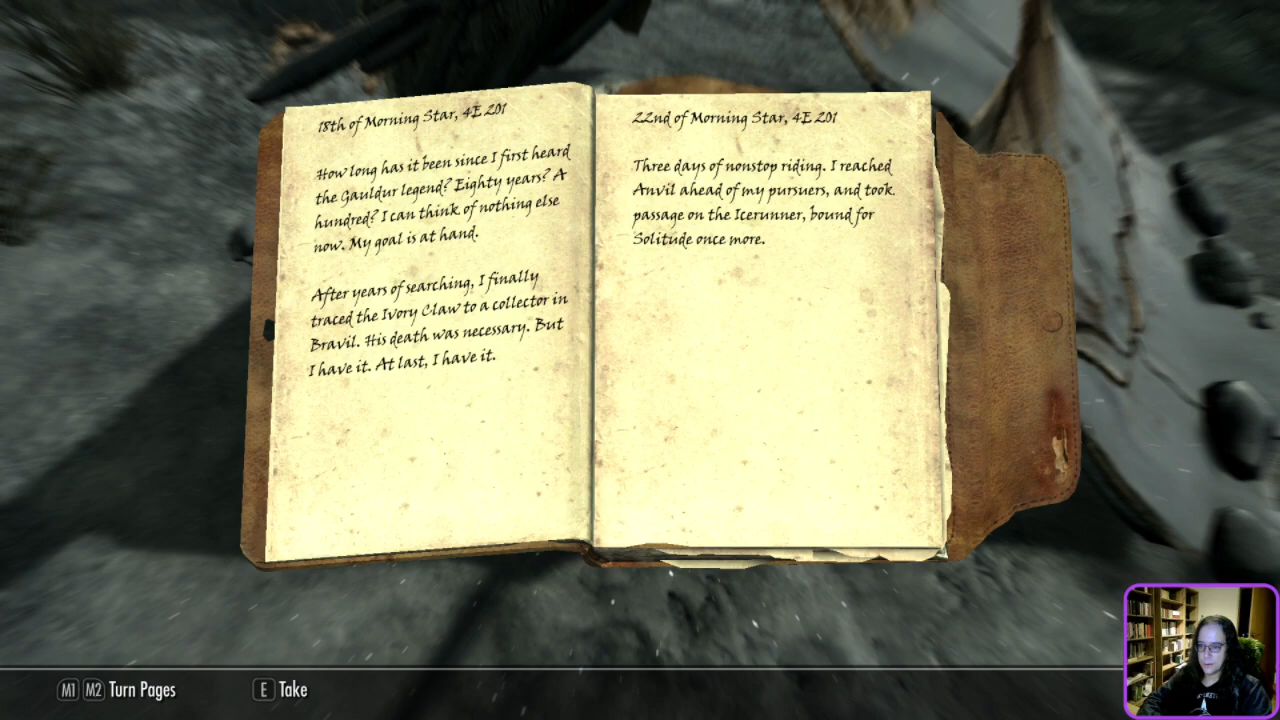 18th of Morning Star, 4E 201
How long has it been since I first heard
the Gauldur legend? Eighty years? A
hundred? I can think of nothing else
now. My goal is at hand.
After years of searching, I finally
traced the Ivory Claw to a collector in
Bravil. His death was necessary. But
I have it. At last, I have it.
22nd of Morning Star, 4E 201
Three days of nonstop riding. I reached
Anvil ahead of my pursuers, and took
passage on the Icerunner, bound for
Solitude once more.
M1 M2 Turn Pages
E Take